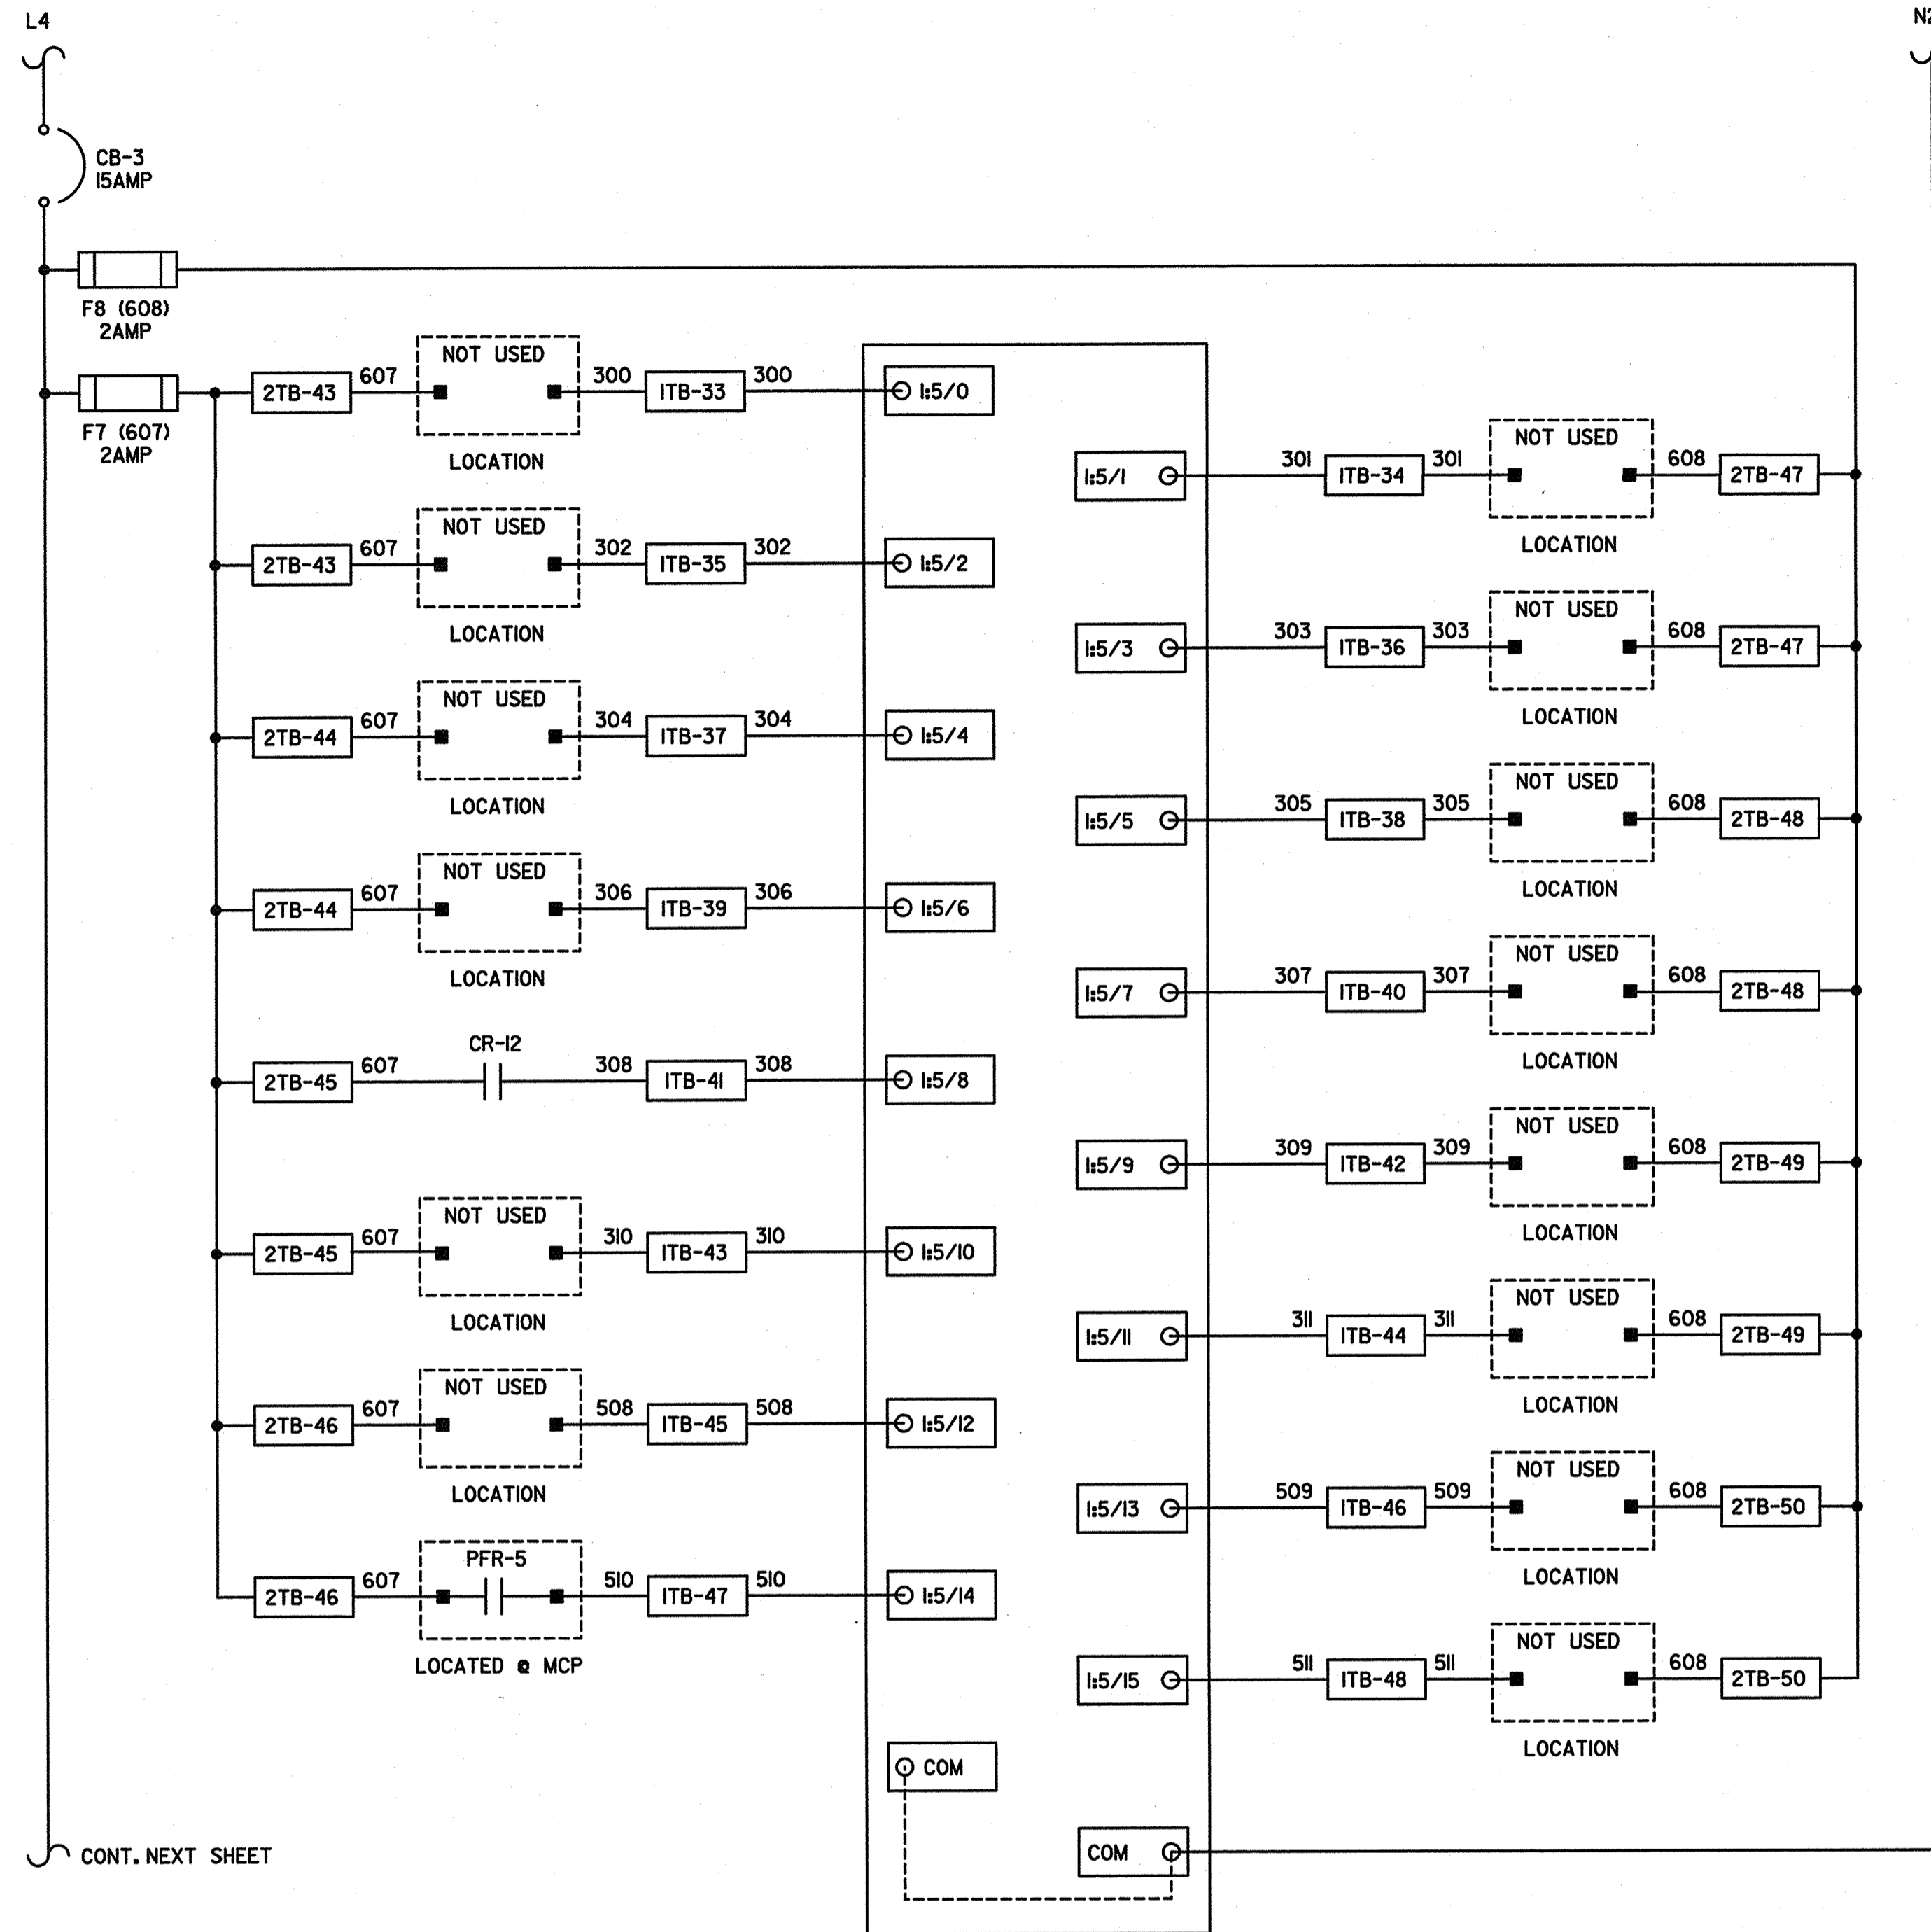 L4
N2
CB-3
15AMP
F8 (608)
2AMP
F7 (607)
2AMP
2TB-43
607
NOT USED
LOCATION
300
1TB-33
300
I:5/0
I:5/1
301
1TB-34
301
NOT USED
LOCATION
608
2TB-47
2TB-43
607
NOT USED
LOCATION
302
1TB-35
302
I:5/2
I:5/3
303
1TB-36
303
NOT USED
LOCATION
608
2TB-47
2TB-44
607
NOT USED
LOCATION
304
1TB-37
304
I:5/4
I:5/5
305
1TB-38
305
NOT USED
LOCATION
608
2TB-48
2TB-44
607
NOT USED
LOCATION
306
1TB-39
306
I:5/6
I:5/7
307
1TB-40
307
NOT USED
LOCATION
608
2TB-48
2TB-45
607
CR-12
308
1TB-41
308
I:5/8
I:5/9
309
1TB-42
309
NOT USED
LOCATION
608
2TB-49
2TB-45
607
NOT USED
LOCATION
310
1TB-43
310
I:5/10
I:5/11
311
1TB-44
311
NOT USED
LOCATION
608
2TB-49
2TB-46
607
NOT USED
LOCATION
508
1TB-45
508
I:5/12
I:5/13
509
1TB-46
509
NOT USED
LOCATION
608
2TB-50
2TB-46
607
PFR-5
LOCATED @ MCP
510
1TB-47
510
I:5/14
I:5/15
511
1TB-48
511
NOT USED
LOCATION
608
2TB-50
COM
COM
CONT. NEXT SHEET